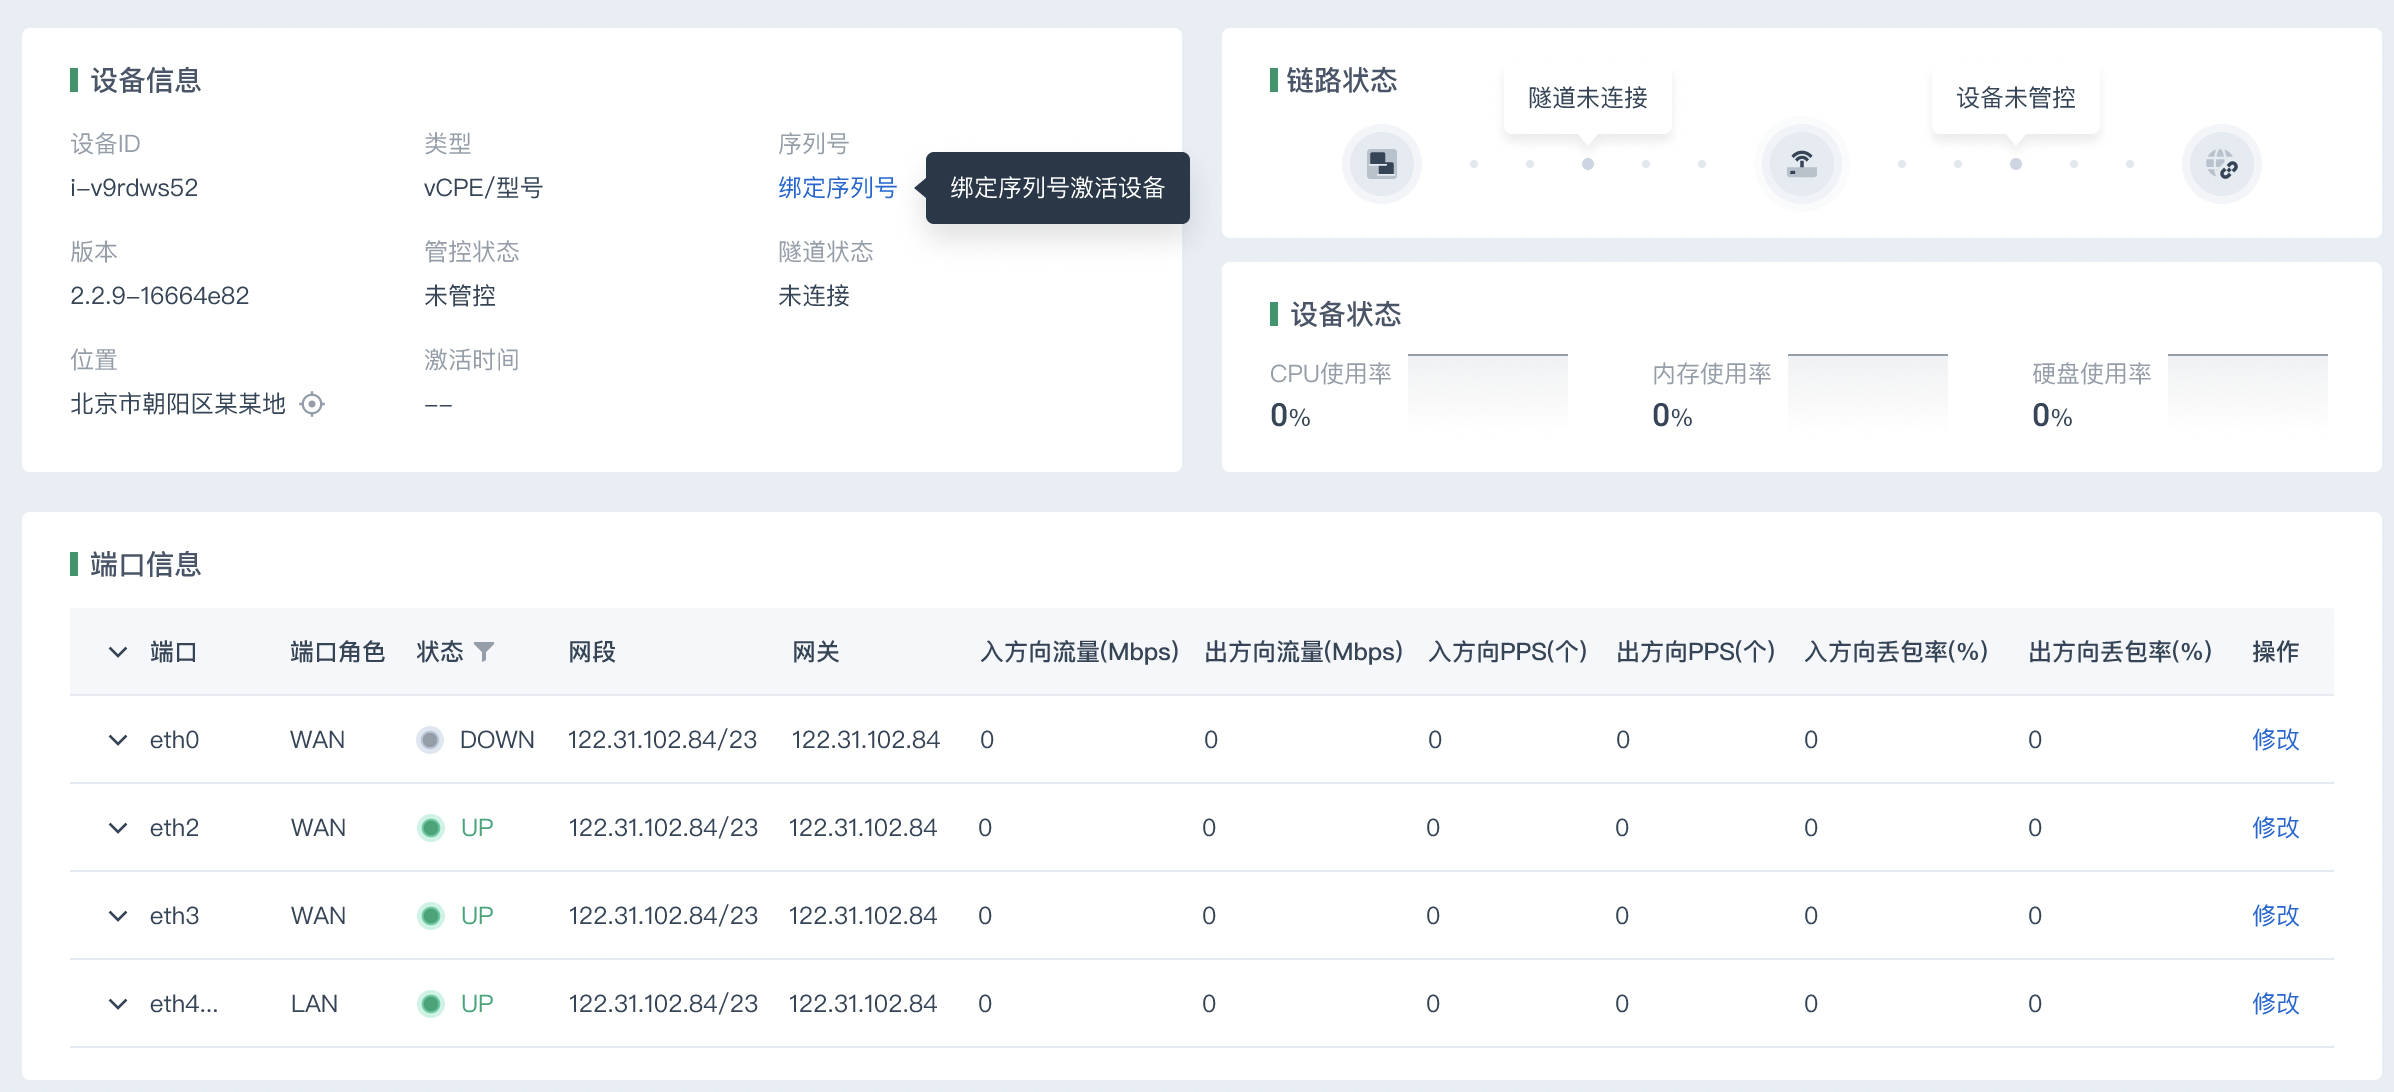 设备信息
设备ID
类型
序列号
i-v9rdws52
vCPE/型号
绑定序列号
绑定序列号激活设备
版本
管控状态
隧道状态
2.2.9-16664e82
未管控
未连接
位置
激活时间
北京市朝阳区某某地
--
链路状态
隧道未连接
设备未管控
设备状态
CPU使用率
0%
内存使用率
0%
硬盘使用率
0%
端口信息
端口 端口角色 状态 网段 网关 入方向流量(Mbps) 出方向流量(Mbps) 入方向PPS(个) 出方向PPS(个) 入方向丢包率(%) 出方向丢包率(%) 操作
eth0 WAN DOWN 122.31.102.84/23 122.31.102.84 0 0 0 0 0 0 修改
eth2 WAN UP 122.31.102.84/23 122.31.102.84 0 0 0 0 0 0 修改
eth3 WAN UP 122.31.102.84/23 122.31.102.84 0 0 0 0 0 0 修改
eth4... LAN UP 122.31.102.84/23 122.31.102.84 0 0 0 0 0 0 修改